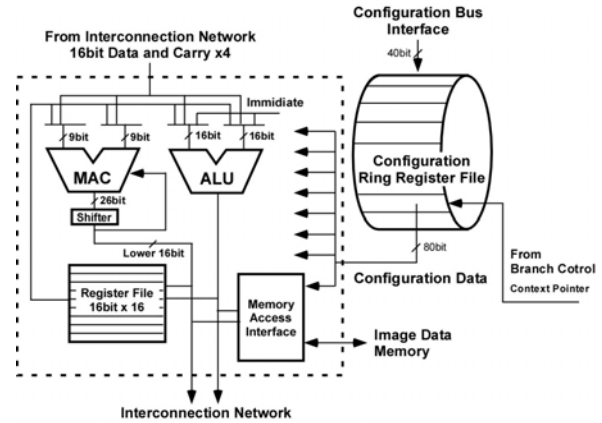 Configuration Bus
Interface
40bit
From Interconnection Network
16bit Data and Carry x4
Immidiate
9bit
9bit
16bit
16bit
MAC
ALU
Configuration
Ring Register File
26bit
Shifter
Lower 16bit
80bit
From
Branch Cotrol
Context Pointer
Configuration Data
Register File
16bit x 16
Memory
Access
Interface
Image Data
Memory
Interconnection Network